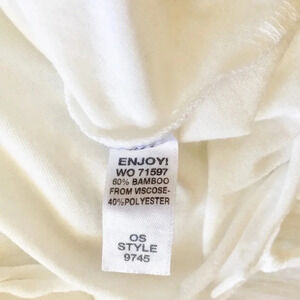 ENJOY!
WO 71597
60% BAMBOO
FROM VISCOSE-
40%POLYESTER
OS
STYLE
9745